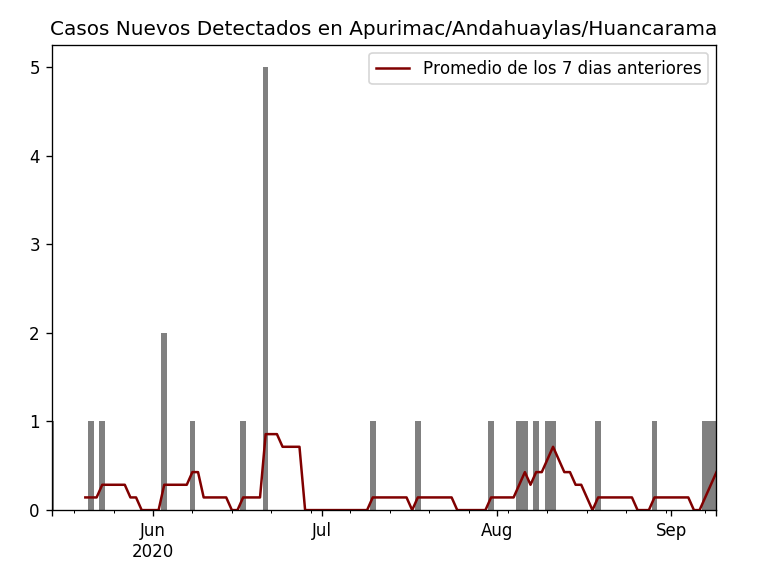 Casos Nuevos Detectados en Apurimac/Andahuaylas/Huancarama
Promedio de los 7 dias anteriores
5
4
3
2
1
0
Jun Jul Aug Sep
2020